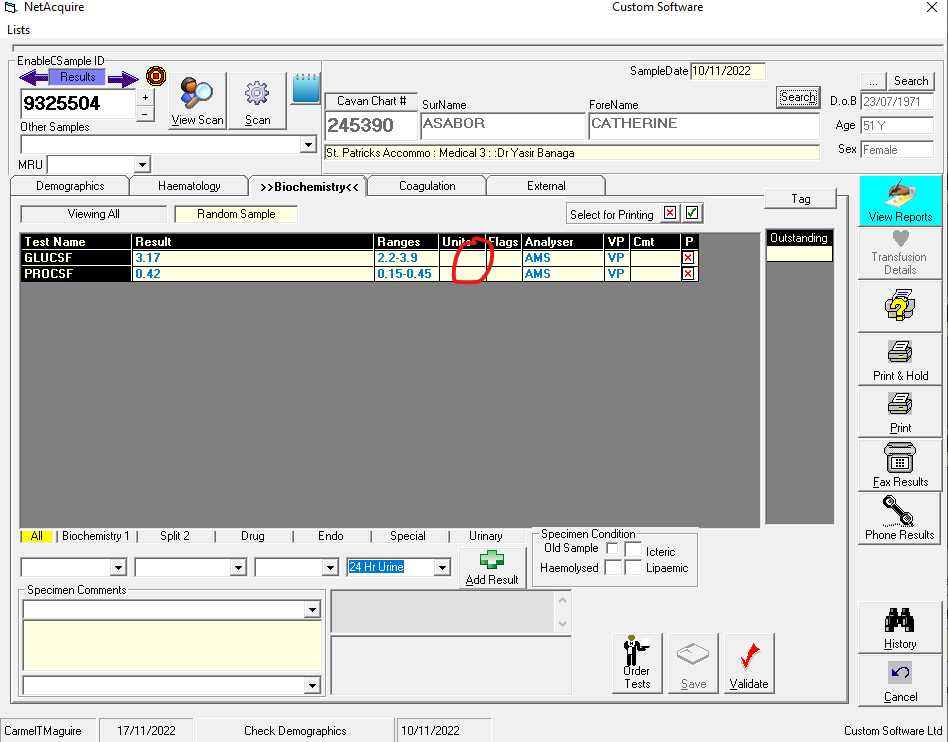 NetAcquire Custom Software
Lists
EnableCSample ID
Results
9325504
+
-
View Scan
Scan
Other Samples
MRU
SampleDate 10/11/2022
... Search
Cavan Chart # SurName ForeName Search D.o.B 23/07/1971
245390 ASABOR CATHERINE Age 51 Y
St. Patricks Accommo : Medical 3 : :Dr Yasir Banaga Sex Female
Demographics Haematology >>Biochemistry<< Coagulation External
Tag
Viewing All Random Sample Select for Printing
Test Name Result Ranges Units Flags Analyser VP Cmt P
GLUCSF 3.17 2.2-3.9 AMS VP
PROCSF 0.42 0.15-0.45 AMS VP
Outstanding
View Reports
Transfusion
Details
Print & Hold
Print
Fax Results
Phone Results
All | Biochemistry 1 | Split 2 | Drug | Endo | Special | Urinary
24 Hr Urine
Add Result
Specimen Condition
Old Sample Icteric
Haemolysed Lipaemic
Specimen Comments
Order
Tests
Save
Validate
History
Cancel
CarmelTMaguire 17/11/2022 Check Demographics 10/11/2022 Custom Software Ltd